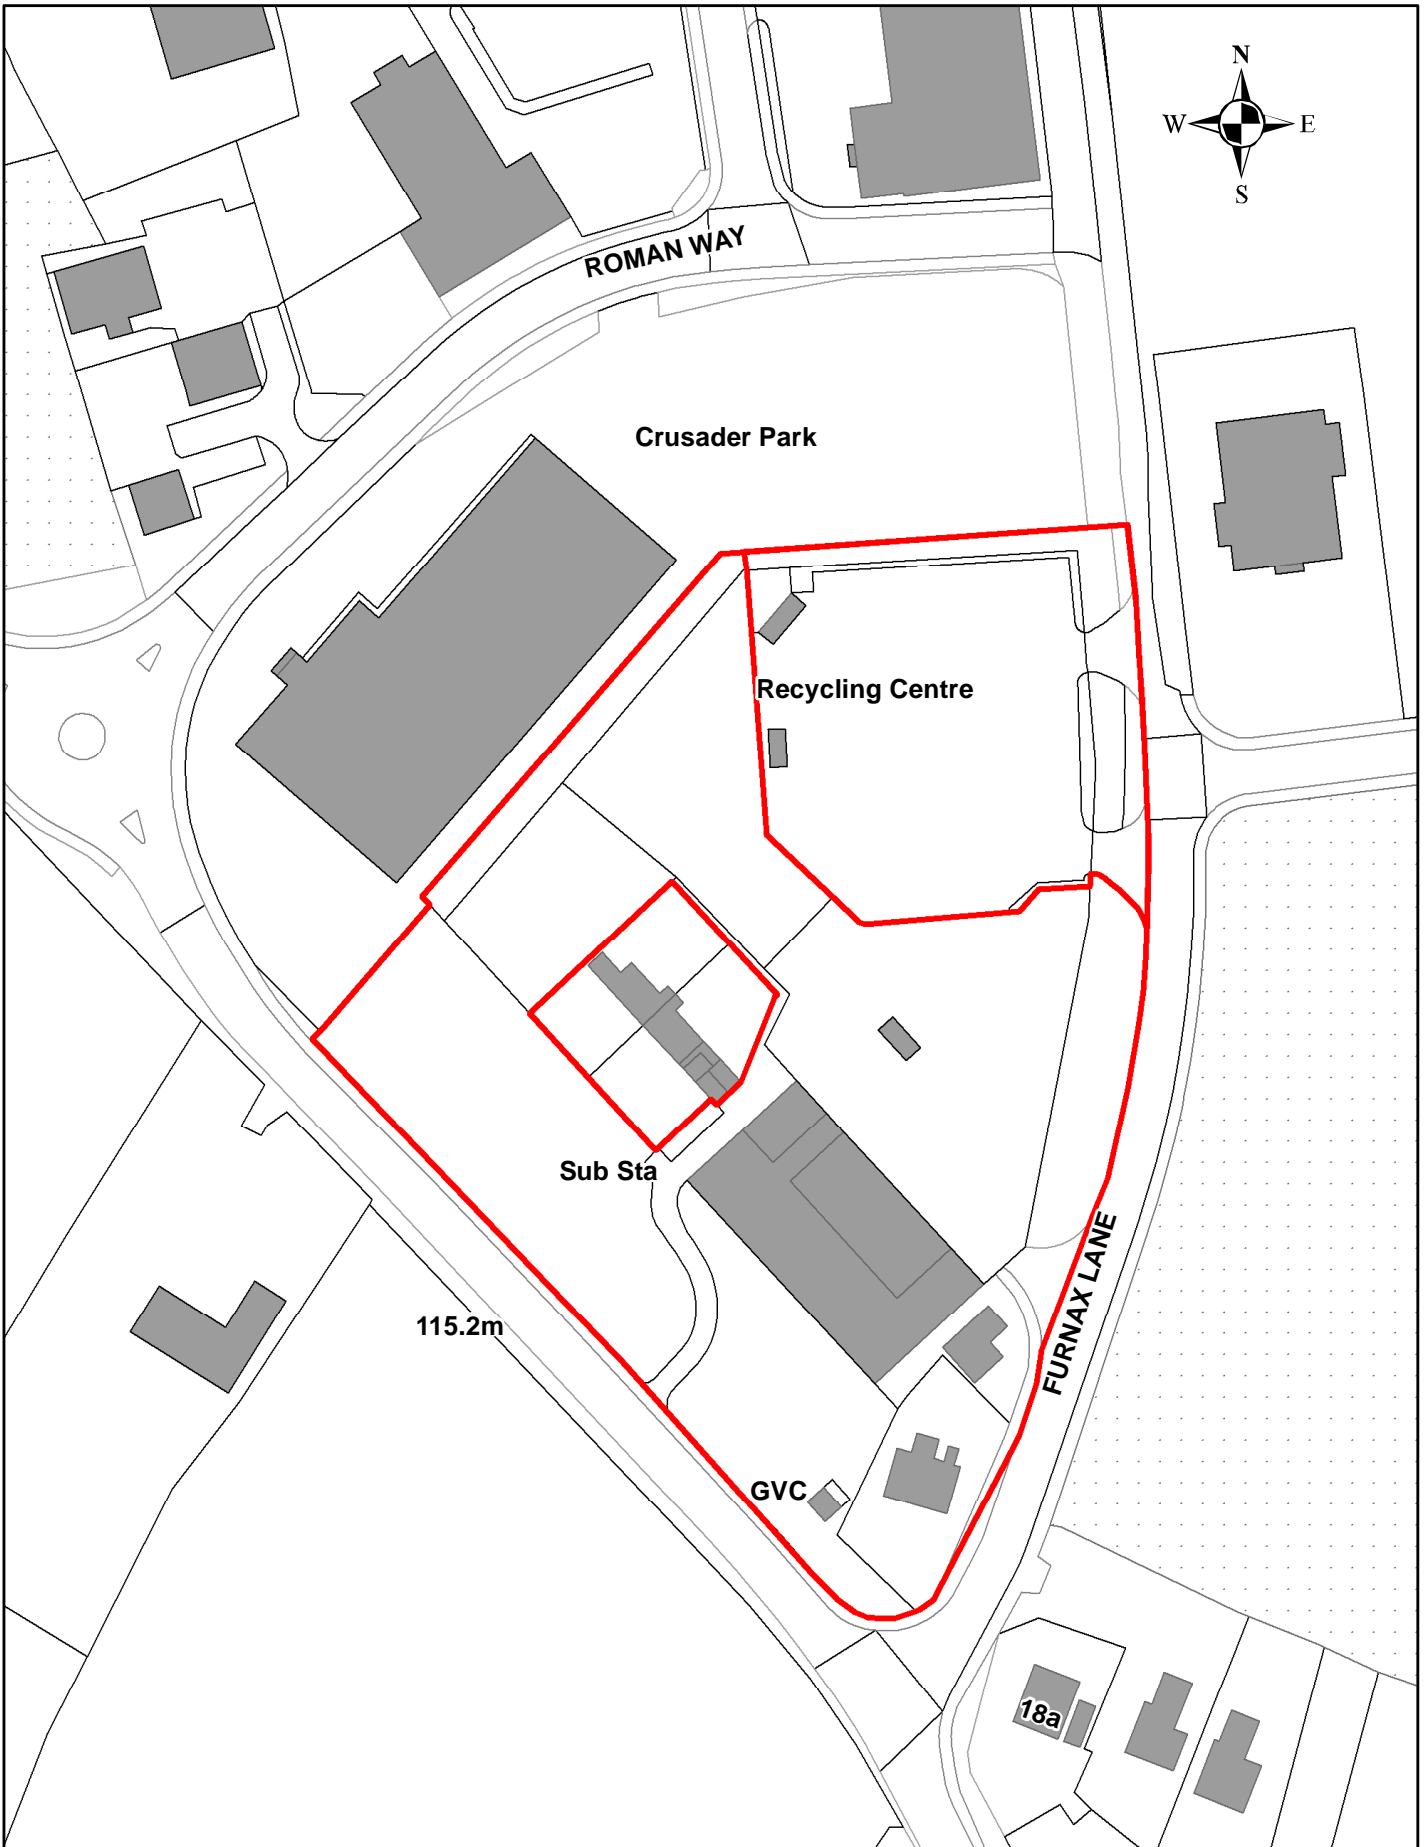 N
W E
S
ROMAN WAY
Crusader Park
Recycling Centre
Sub Sta
FURNAX LANE
115.2m
GVC
18a